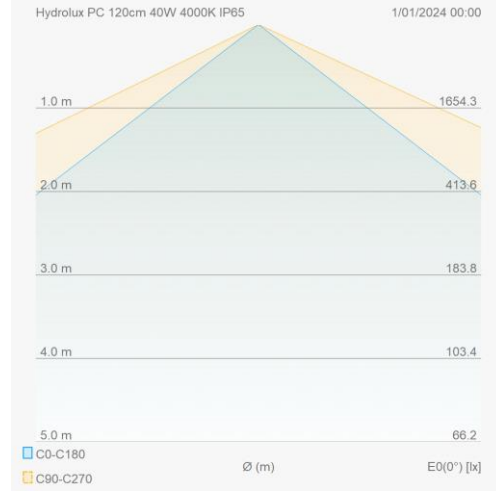 Hydrolux PC 120cm 40W 4000K IP65 1/01/2024 00:00
1.0 m 1654.3
2.0 m 413.6
3.0 m 183.8
4.0 m 103.4
5.0 m 66.2
C0-C180
Ø (m) E0(0°) [lx]
C90-C270